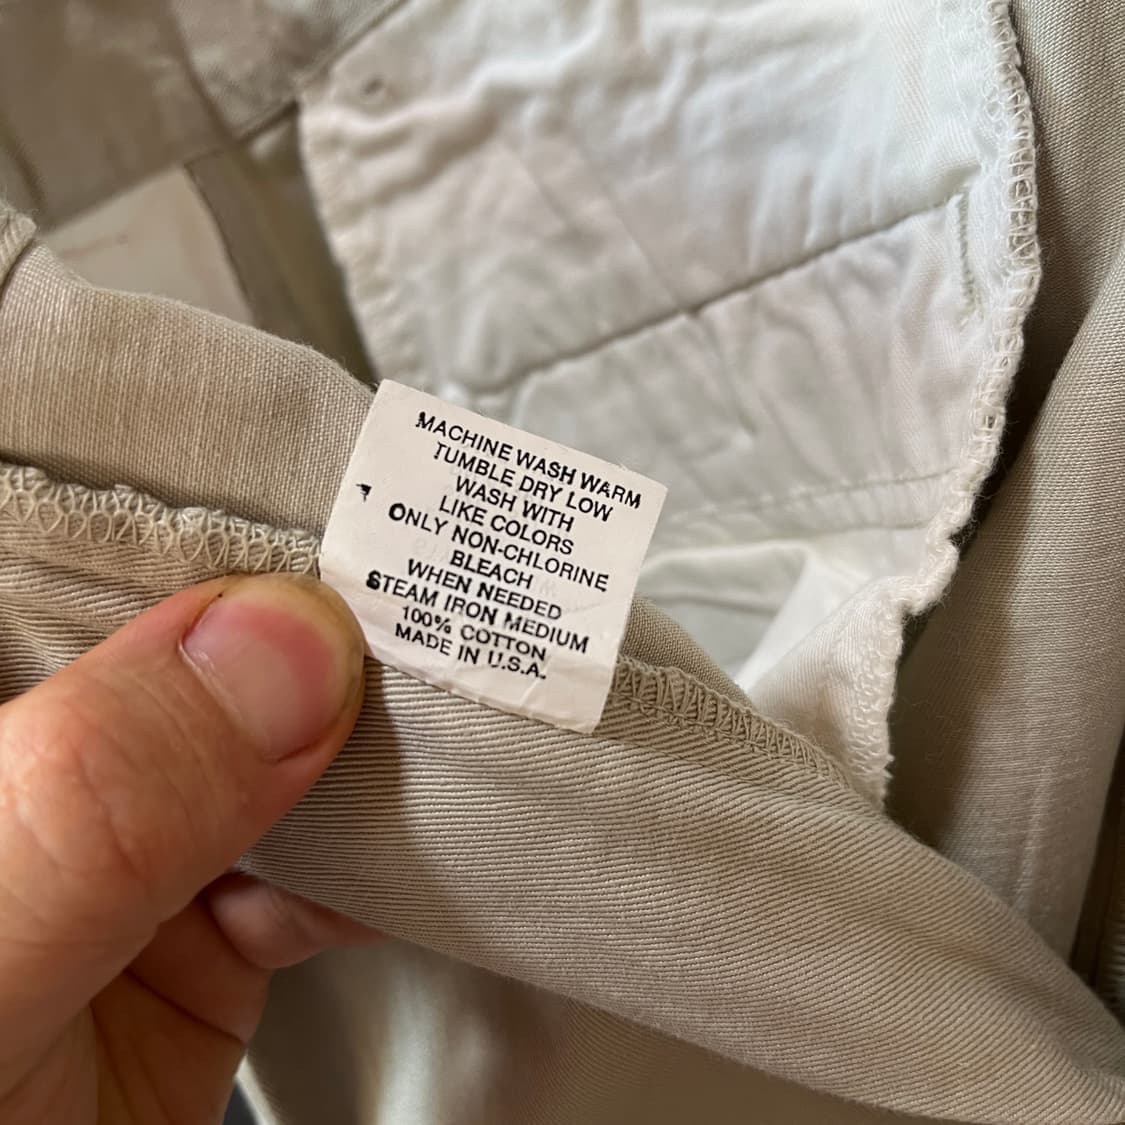 MACHINE WASH WARM
TUMBLE DRY LOW
WASH WITH
LIKE COLORS
ONLY NON-CHLORINE
BLEACH
WHEN NEEDED
STEAM IRON MEDIUM
100% COTTON
MADE IN U.S.A.